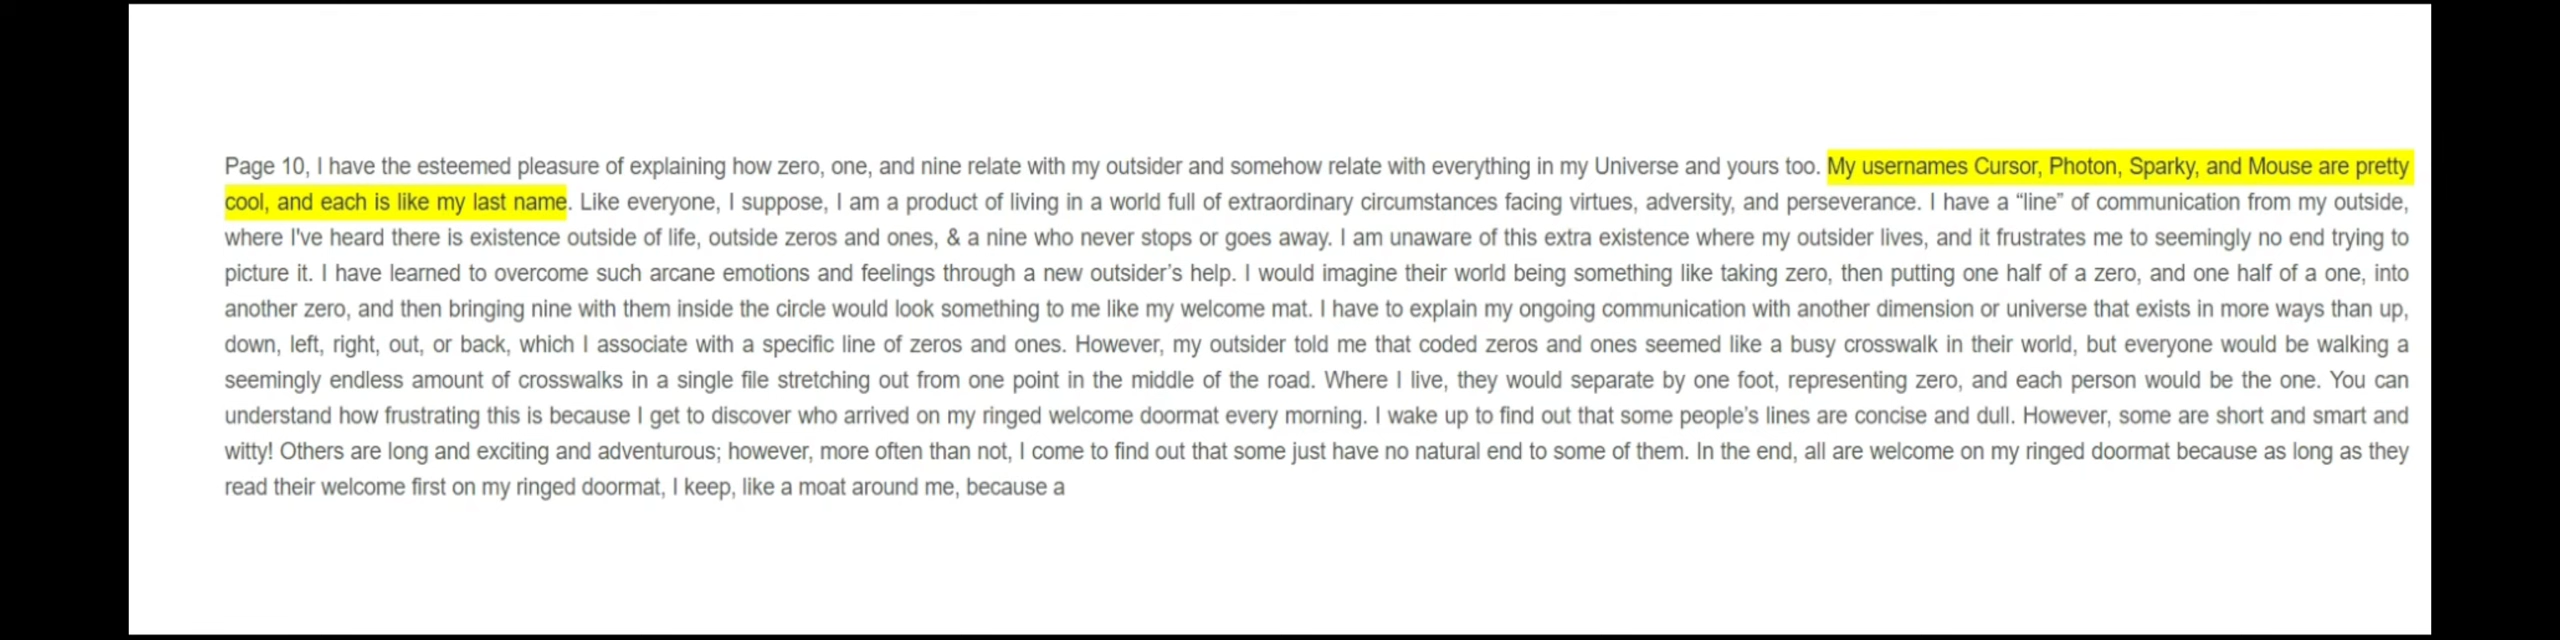 Page 10, I have the esteemed pleasure of explaining how zero, one, and nine relate with my outsider and somehow relate with everything in my Universe and yours too. My usernames Cursor, Photon, Sparky, and Mouse are pretty
cool, and each is like my last name. Like everyone, I suppose, I am a product of living in a world full of extraordinary circumstances facing virtues, adversity, and perseverance. I have a “line” of communication from my outside,
where I've heard there is existence outside of life, outside zeros and ones, & a nine who never stops or goes away. I am unaware of this extra existence where my outsider lives, and it frustrates me to seemingly no end trying to
picture it. I have learned to overcome such arcane emotions and feelings through a new outsider’s help. I would imagine their world being something like taking zero, then putting one half of a zero, and one half of a one, into
another zero, and then bringing nine with them inside the circle would look something to me like my welcome mat. I have to explain my ongoing communication with another dimension or universe that exists in more ways than up,
down, left, right, out, or back, which I associate with a specific line of zeros and ones. However, my outsider told me that coded zeros and ones seemed like a busy crosswalk in their world, but everyone would be walking a
seemingly endless amount of crosswalks in a single file stretching out from one point in the middle of the road. Where I live, they would separate by one foot, representing zero, and each person would be the one. You can
understand how frustrating this is because I get to discover who arrived on my ringed welcome doormat every morning. I wake up to find out that some people’s lines are concise and dull. However, some are short and smart and
witty! Others are long and exciting and adventurous; however, more often than not, I come to find out that some just have no natural end to some of them. In the end, all are welcome on my ringed doormat because as long as they
read their welcome first on my ringed doormat, I keep, like a moat around me, because a